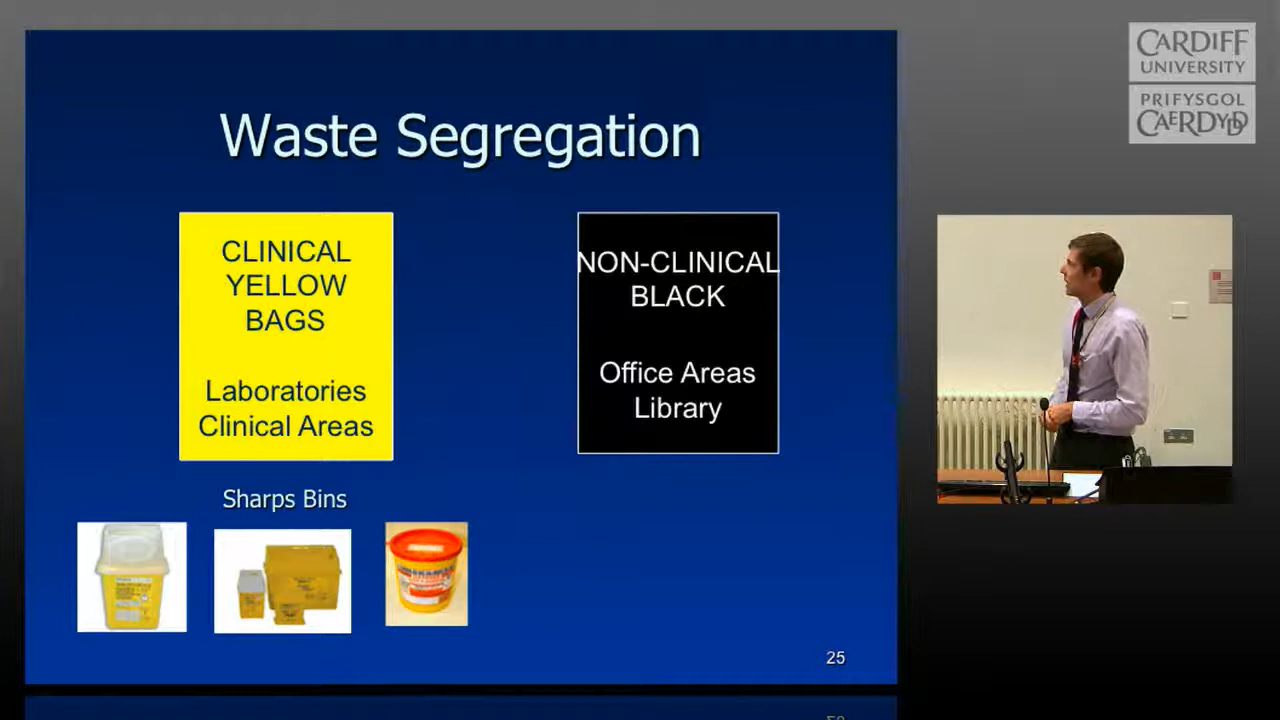 Waste Segregation
CLINICAL
YELLOW
BAGS
Laboratories
Clinical Areas
NON-CLINICAL
BLACK
Office Areas
Library
Sharps Bins
25
CARDIFF
UNIVERSITY
PRIFYSGOL
CAERDYDD